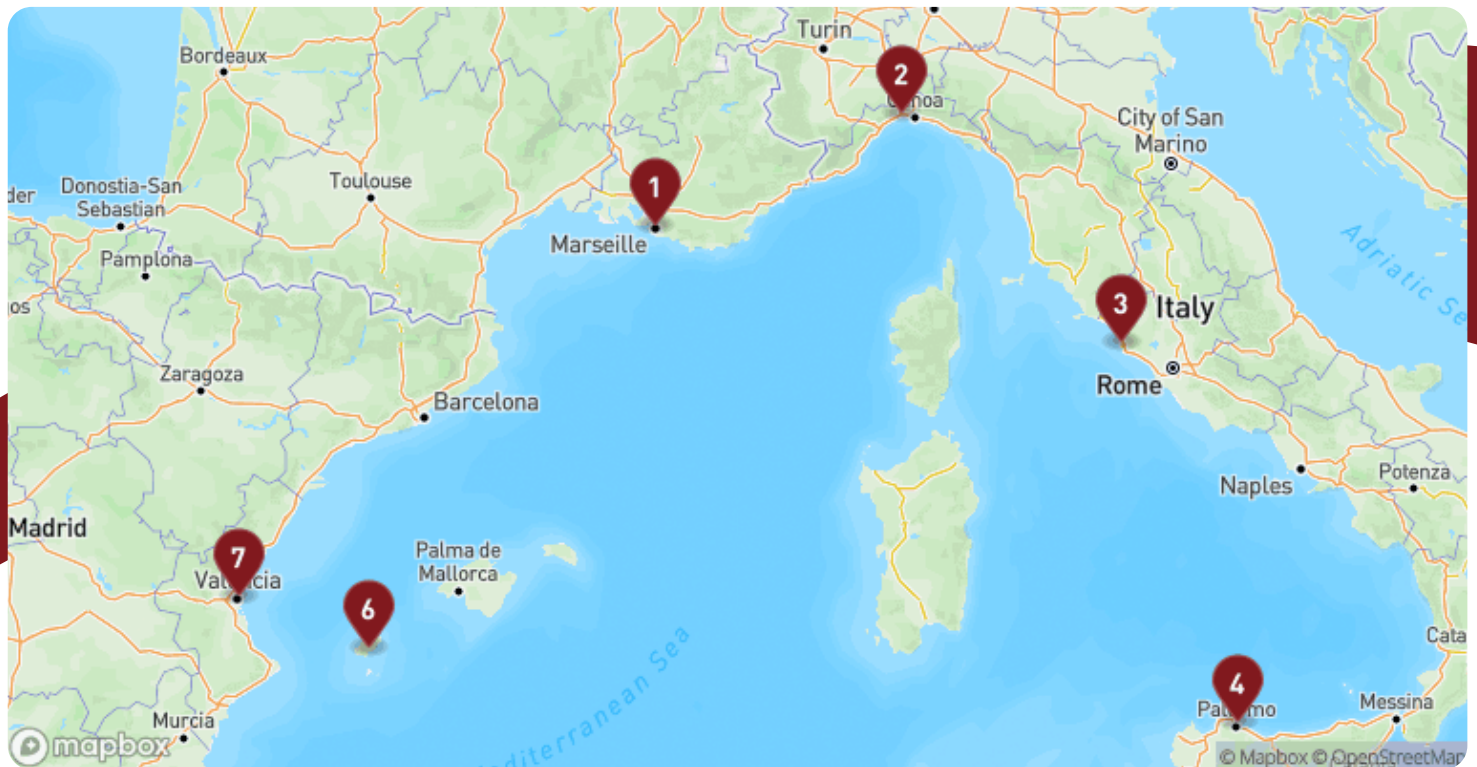 Turin
Bordeaux
2
Genoa
City of San
Marino
1
Toulouse
Donostia-San
Sebastian
der
Marseille
Pamplona
Adriatic Se
os
3
Italy
Zaragoza
Rome
Barcelona
Naples
Potenza
Madrid
7
Valencia
Palma de
Mallorca
6
Mediterranean Sea
Cata
4
Palermo
Messina
Murcia
mapbox
© Mapbox © OpenStreetMap